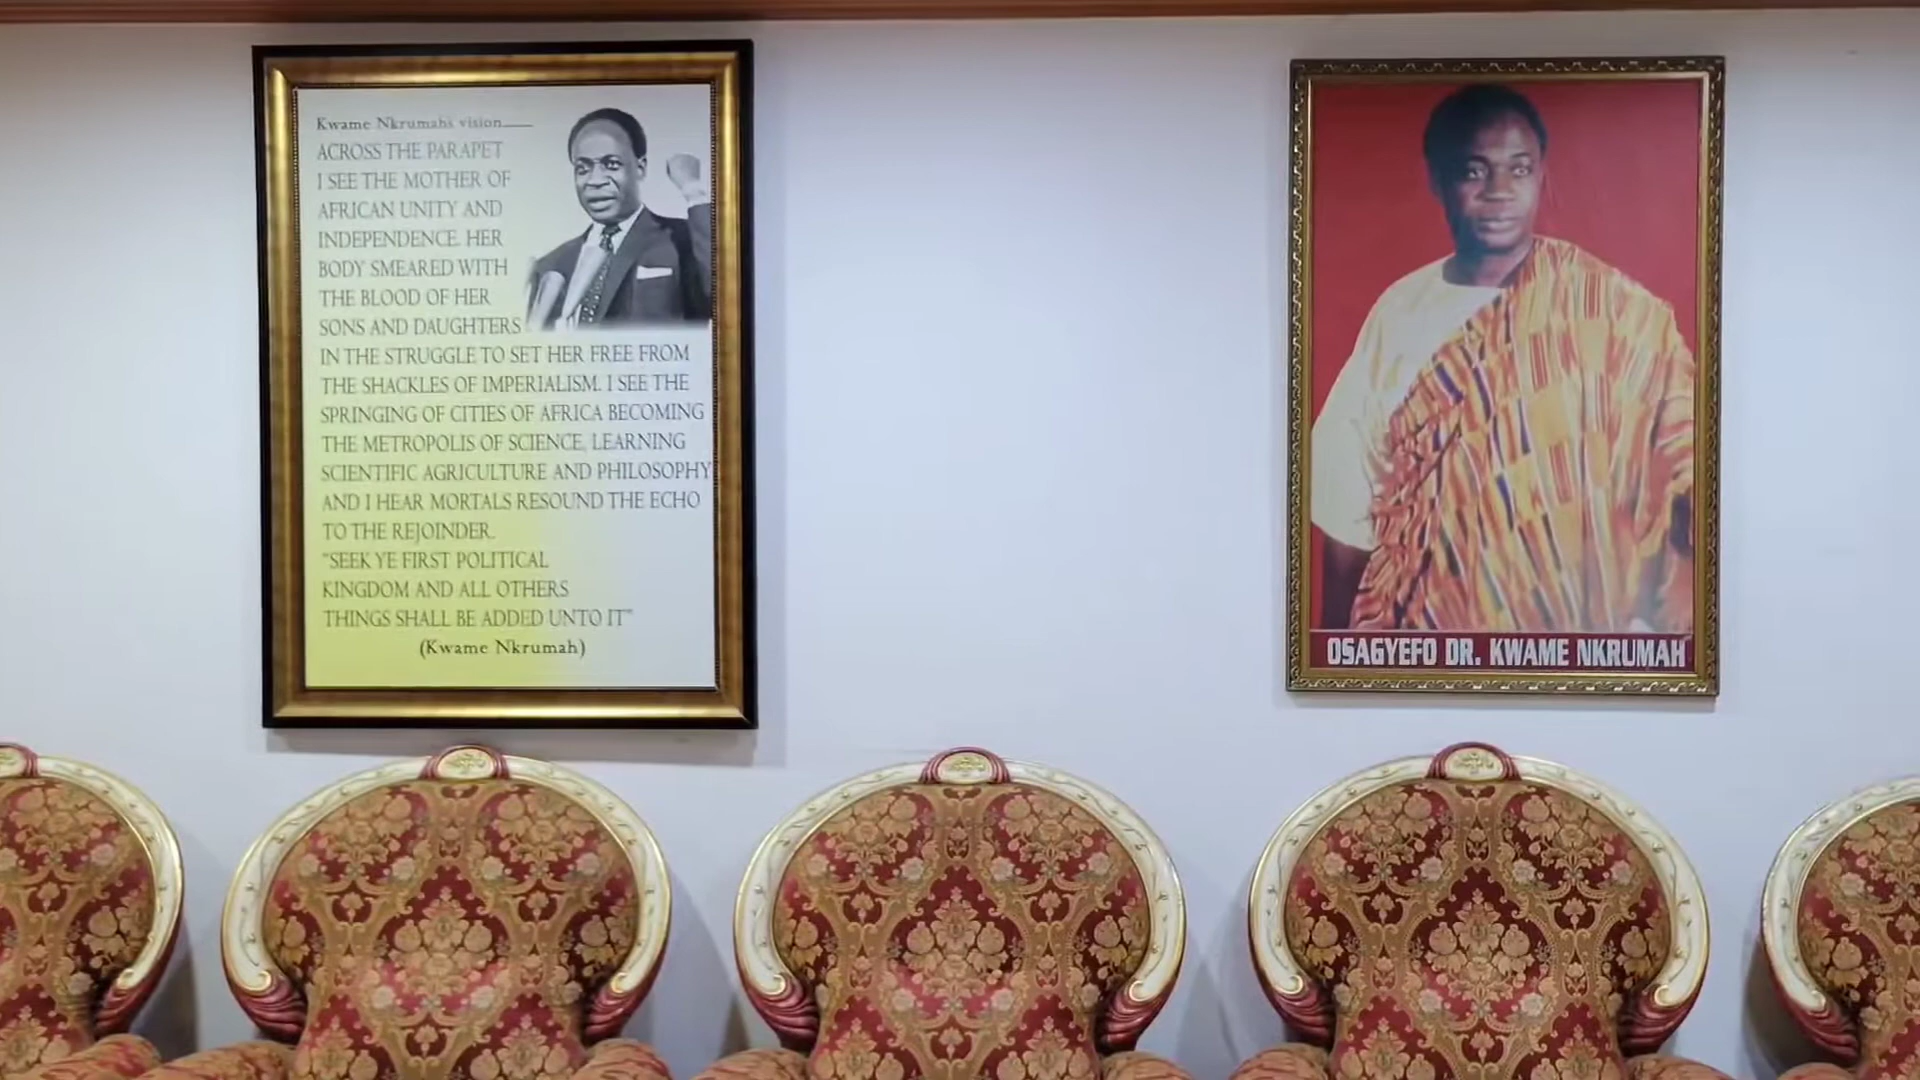 Kwame Nkrumahs vision___
ACROSS THE PARAPET
I SEE THE MOTHER OF
AFRICAN UNITY AND
INDEPENDENCE. HER
BODY SMEARED WITH
THE BLOOD OF HER
SONS AND DAUGHTERS
IN THE STRUGGLE TO SET HER FREE FROM
THE SHACKLES OF IMPERIALISM. I SEE THE
SPRINGING OF CITIES OF AFRICA BECOMING
THE METROPOLIS OF SCIENCE, LEARNING
SCIENTIFIC AGRICULTURE AND PHILOSOPHY
AND I HEAR MORTALS RESOUND THE ECHO
TO THE REJOINDER.
"SEEK YE FIRST POLITICAL
KINGDOM AND ALL OTHERS
THINGS SHALL BE ADDED UNTO IT"
(Kwame Nkrumah)
OSAGYEFO DR. KWAME NKRUMAH